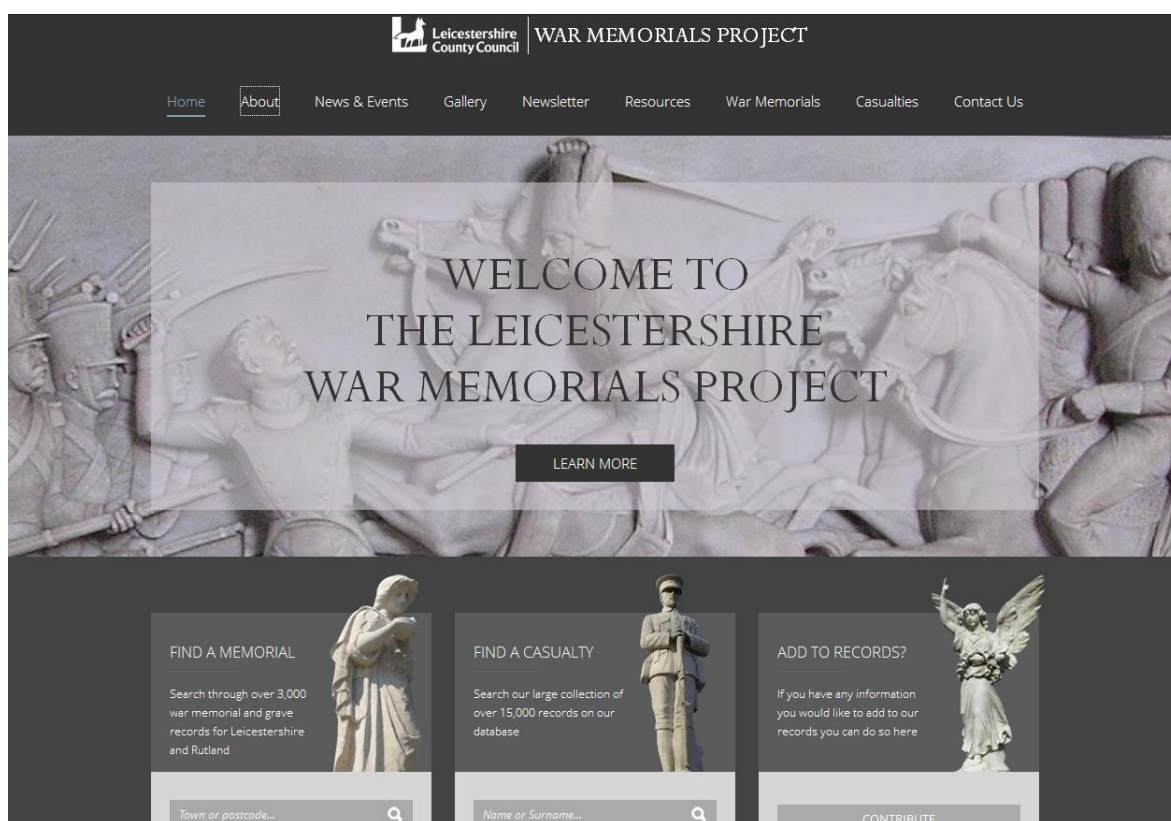 Leicestershire
County Council
WAR MEMORIALS PROJECT
Home About News & Events Gallery Newsletter Resources War Memorials Casualties Contact Us
WELCOME TO
THE LEICESTERSHIRE
WAR MEMORIALS PROJECT
LEARN MORE
FIND A MEMORIAL
Search through over 3,000
war memorial and grave
records for Leicestershire
and Rutland
Town or postcode...
FIND A CASUALTY
Search our large collection of
over 15,000 records on our
database
Name or Surname...
ADD TO RECORDS?
If you have any information
you would like to add to our
records you can do so here
CONTRIBUTE